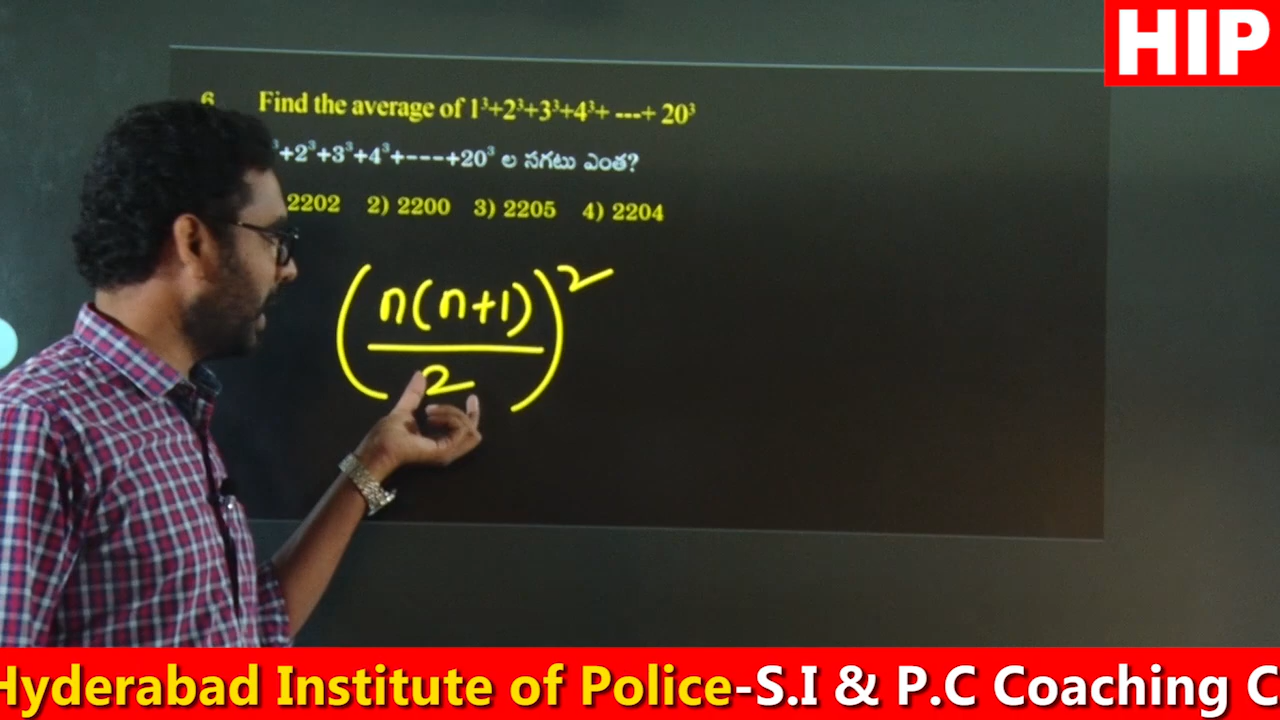 HIP
6. Find the average of 1³+2³+3³+4³+ ---+ 20³
³+2³+3³+4³+---+20³ ల సగటు ఎంత?
2202 2) 2200 3) 2205 4) 2204
(n(n+1)/2)²
Hyderabad Institute of Police-S.I & P.C Coaching C